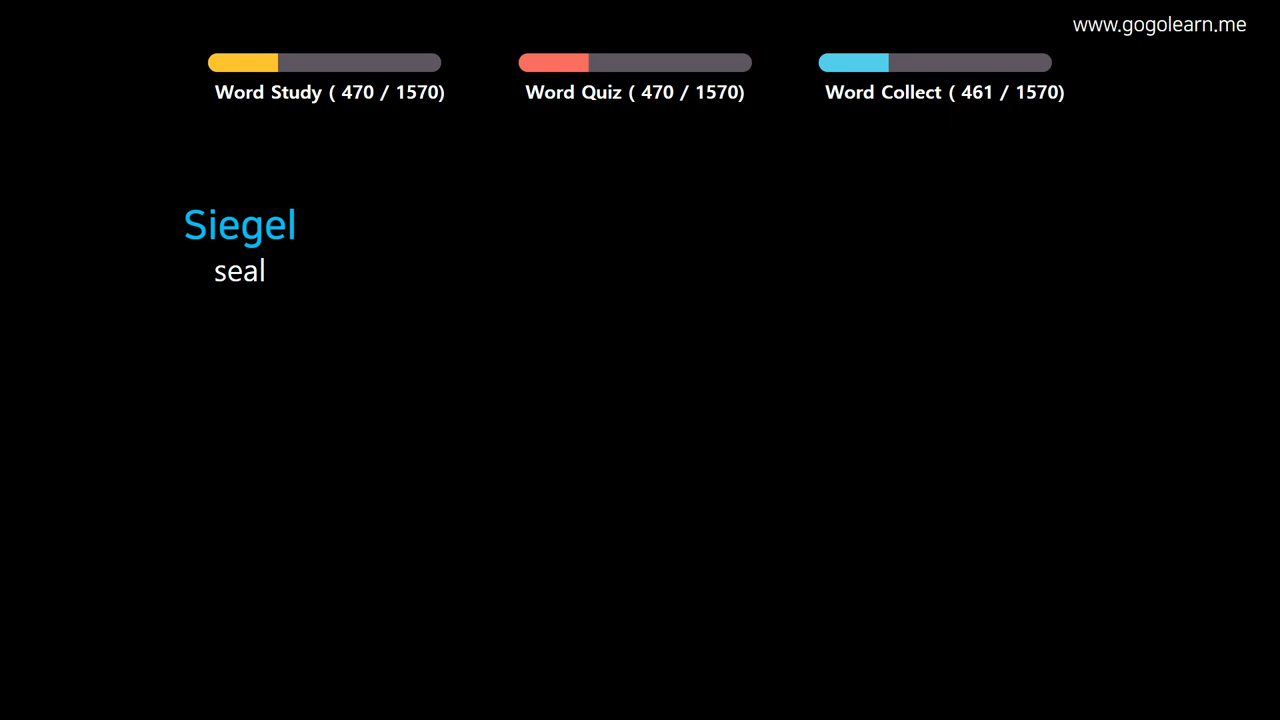 www.gogolearn.me
Word Study ( 470 / 1570)
Word Quiz ( 470 / 1570)
Word Collect ( 461 / 1570)
Siegel
seal